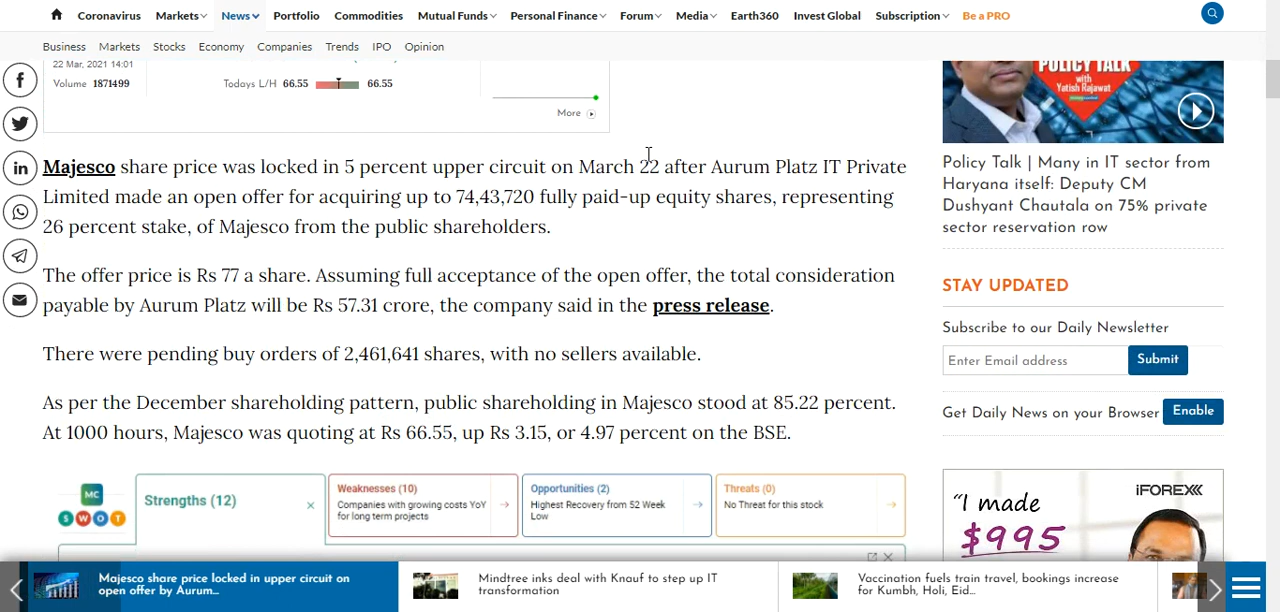 Coronavirus Markets News Portfolio Commodities Mutual Funds Personal Finance Forum Media Earth360 Invest Global Subscription Be a PRO
Business Markets Stocks Economy Companies Trends IPO Opinion
22 Mar, 2021 14:01
Volume 1871499
Todays L/H 66.55 66.55
More
Majesco share price was locked in 5 percent upper circuit on March 22 after Aurum Platz IT Private
Limited made an open offer for acquiring up to 74,43,720 fully paid-up equity shares, representing
26 percent stake, of Majesco from the public shareholders.
The offer price is Rs 77 a share. Assuming full acceptance of the open offer, the total consideration
payable by Aurum Platz will be Rs 57.31 crore, the company said in the press release.
There were pending buy orders of 2,461,641 shares, with no sellers available.
As per the December shareholding pattern, public shareholding in Majesco stood at 85.22 percent.
At 1000 hours, Majesco was quoting at Rs 66.55, up Rs 3.15, or 4.97 percent on the BSE.
MC
S W O T
Strengths (12)
Weaknesses (10)
Companies with growing costs YoY
for long term projects
Opportunities (2)
Highest Recovery from 52 Week
Low
Threats (0)
No Threat for this stock
POLICY TALK
with
Yatish Rajawat
Policy Talk | Many in IT sector from
Haryana itself: Deputy CM
Dushyant Chautala on 75% private
sector reservation row
STAY UPDATED
Subscribe to our Daily Newsletter
Enter Email address Submit
Get Daily News on your Browser Enable
iFOREX
"I made
$995
Majesco share price locked in upper circuit on
open offer by Aurum...
Mindtree inks deal with Knauf to step up IT
transformation
Vaccination fuels train travel, bookings increase
for Kumbh, Holi, Eid...